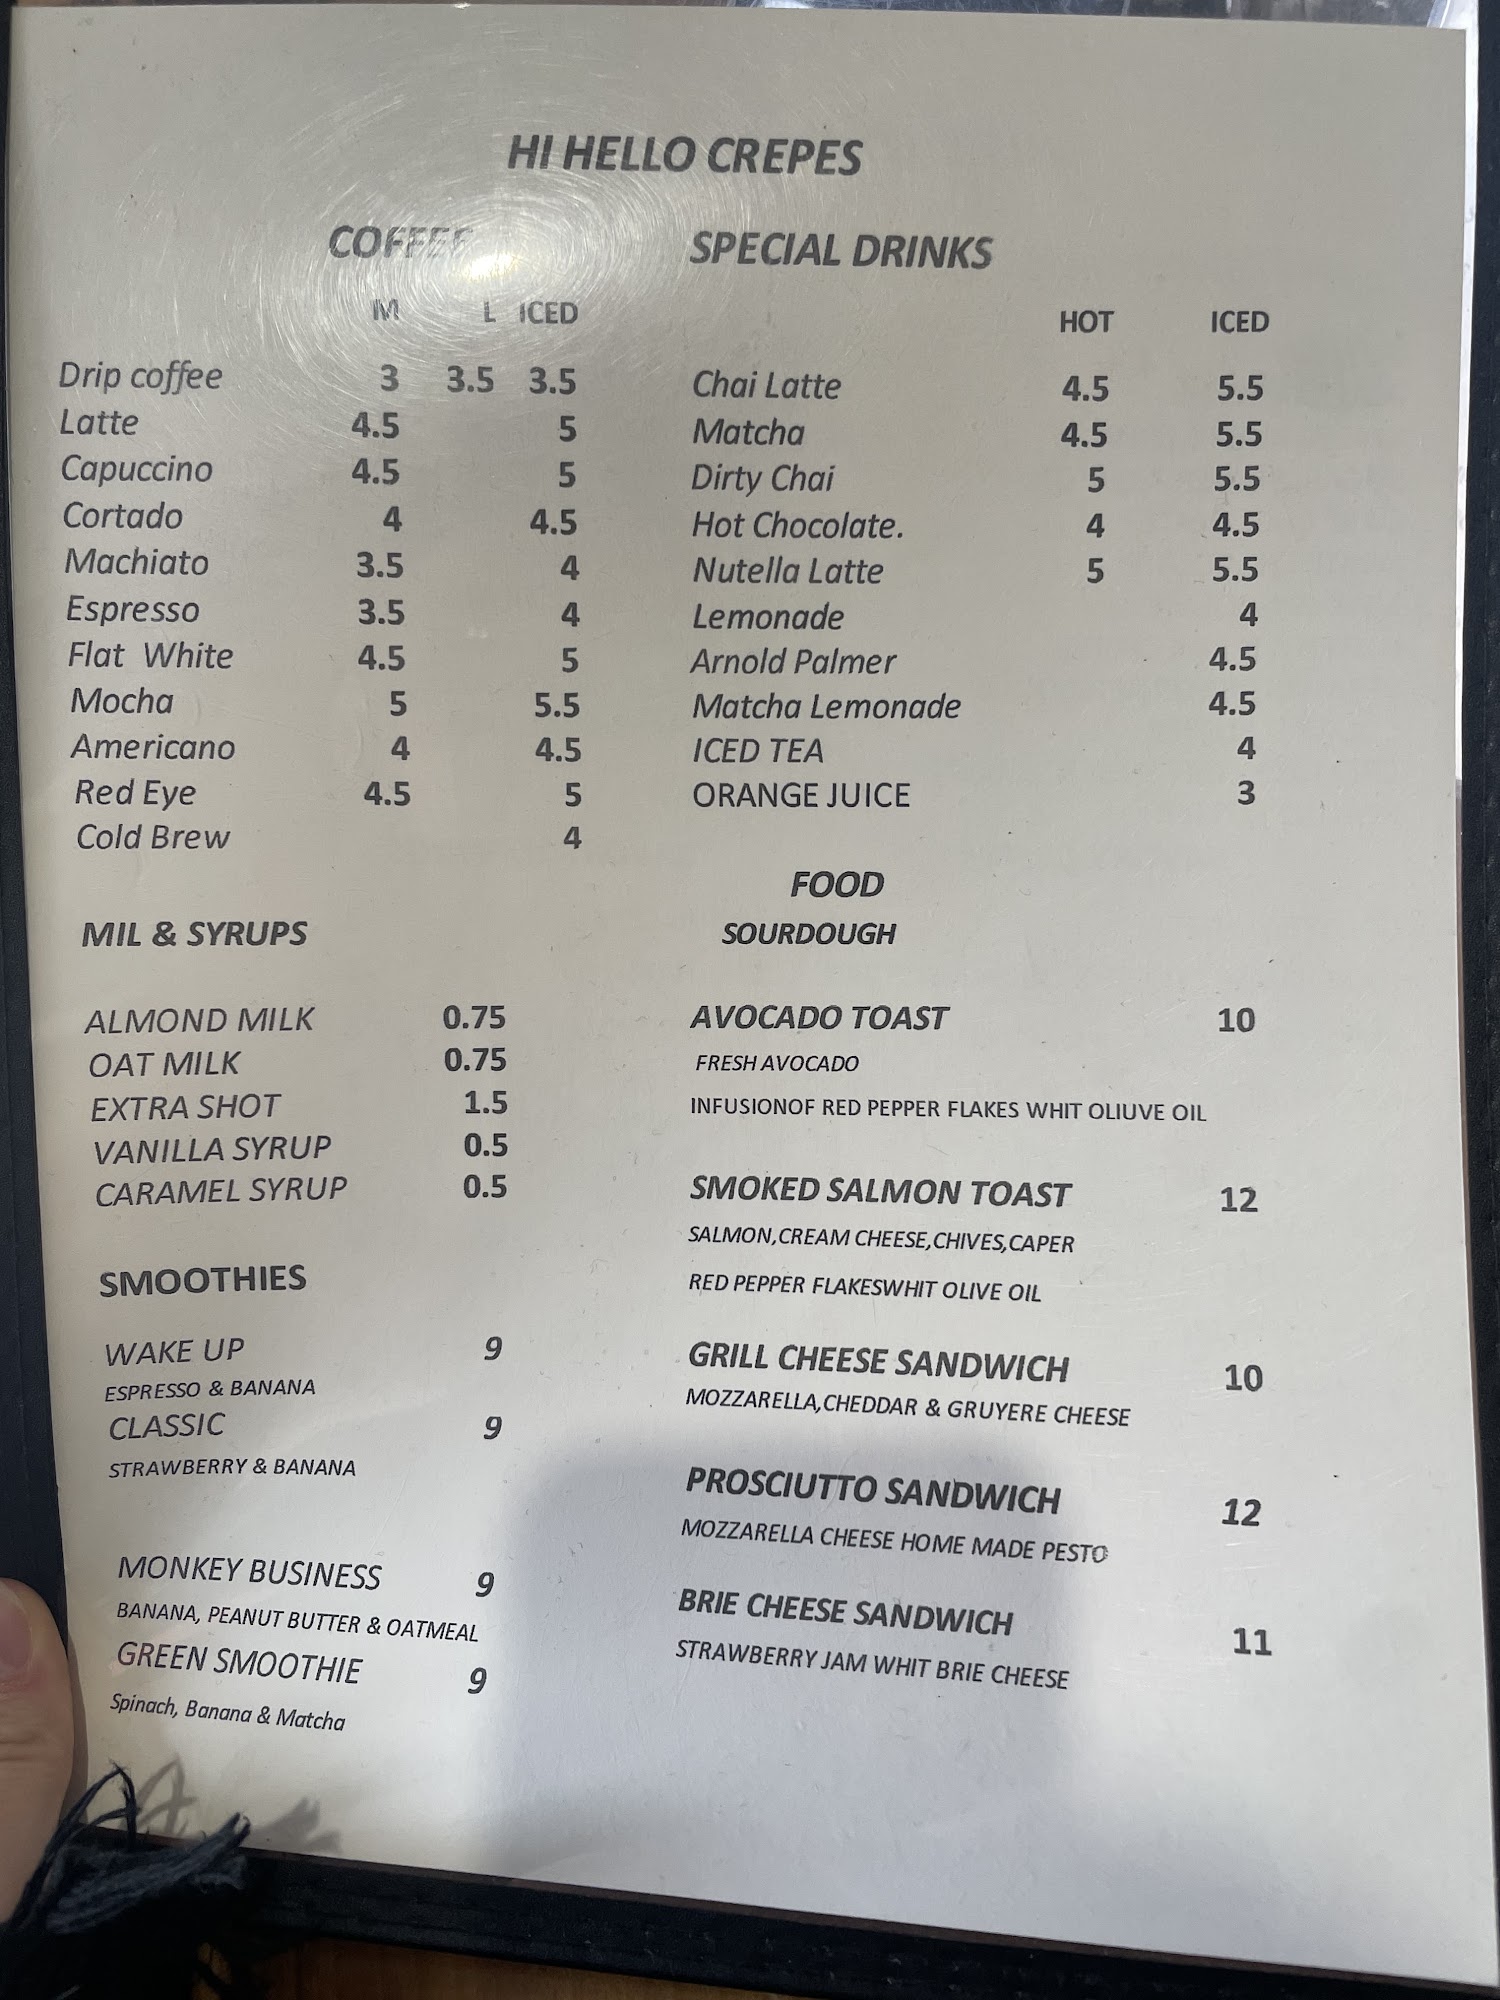 HI HELLO CREPES
COFFEE
M L ICED
Drip coffee 3 3.5 3.5
Latte 4.5 5
Capuccino 4.5 5
Cortado 4 4.5
Machiato 3.5 4
Espresso 3.5 4
Flat White 4.5 5
Mocha 5 5.5
Americano 4 4.5
Red Eye 4.5 5
Cold Brew 4
MIL & SYRUPS
ALMOND MILK 0.75
OAT MILK 0.75
EXTRA SHOT 1.5
VANILLA SYRUP 0.5
CARAMEL SYRUP 0.5
SMOOTHIES
WAKE UP 9
ESPRESSO & BANANA
CLASSIC 9
STRAWBERRY & BANANA
MONKEY BUSINESS 9
BANANA, PEANUT BUTTER & OATMEAL
GREEN SMOOTHIE 9
Spinach, Banana & Matcha
SPECIAL DRINKS
HOT ICED
Chai Latte 4.5 5.5
Matcha 4.5 5.5
Dirty Chai 5 5.5
Hot Chocolate. 4 4.5
Nutella Latte 5 5.5
Lemonade 4
Arnold Palmer 4.5
Matcha Lemonade 4.5
ICED TEA 4
ORANGE JUICE 3
FOOD
SOURDOUGH
AVOCADO TOAST 10
FRESH AVOCADO
INFUSIONOF RED PEPPER FLAKES WHIT OLIUVE OIL
SMOKED SALMON TOAST 12
SALMON,CREAM CHEESE,CHIVES,CAPER
RED PEPPER FLAKESWHIT OLIVE OIL
GRILL CHEESE SANDWICH 10
MOZZARELLA,CHEDDAR & GRUYERE CHEESE
PROSCIUTTO SANDWICH 12
MOZZARELLA CHEESE HOME MADE PESTO
BRIE CHEESE SANDWICH 11
STRAWBERRY JAM WHIT BRIE CHEESE